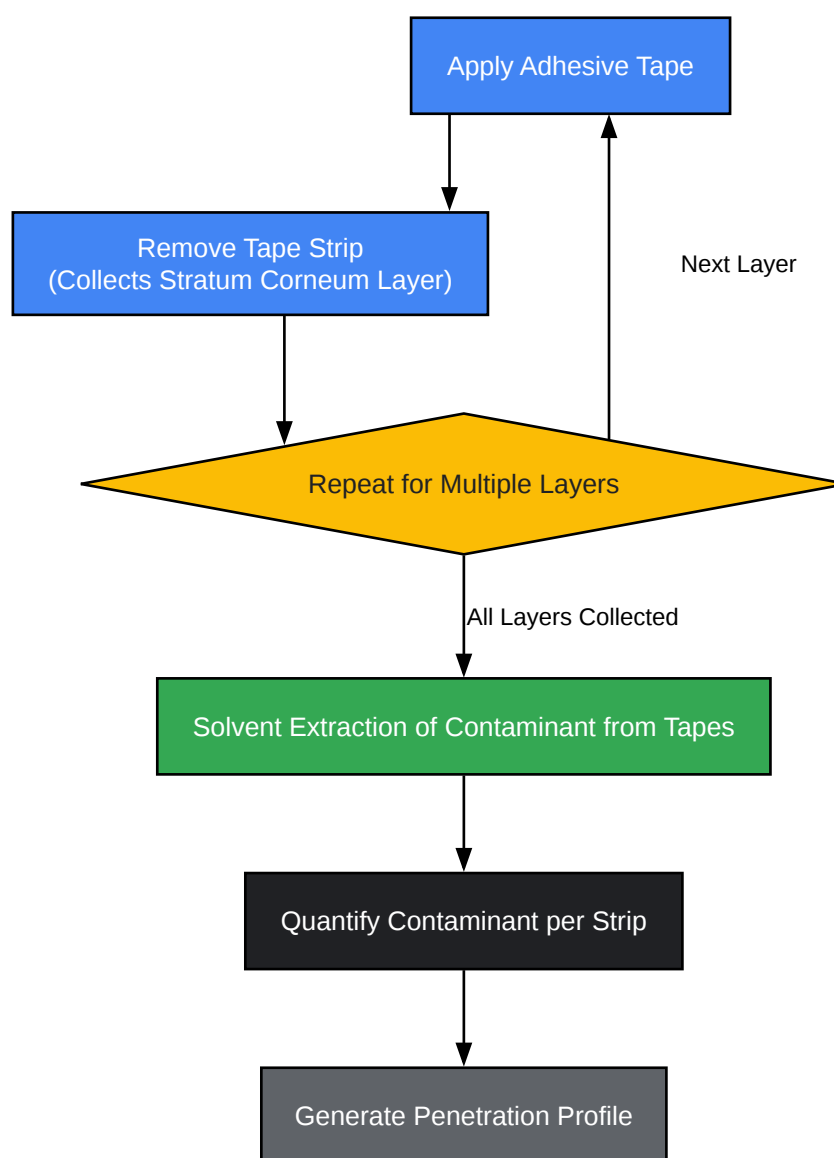 Apply Adhesive Tape
Remove Tape Strip
(Collects Stratum Corneum Layer)
Next Layer
Repeat for Multiple Layers
All Layers Collected
Solvent Extraction of Contaminant from Tapes
Quantify Contaminant per Strip
Generate Penetration Profile